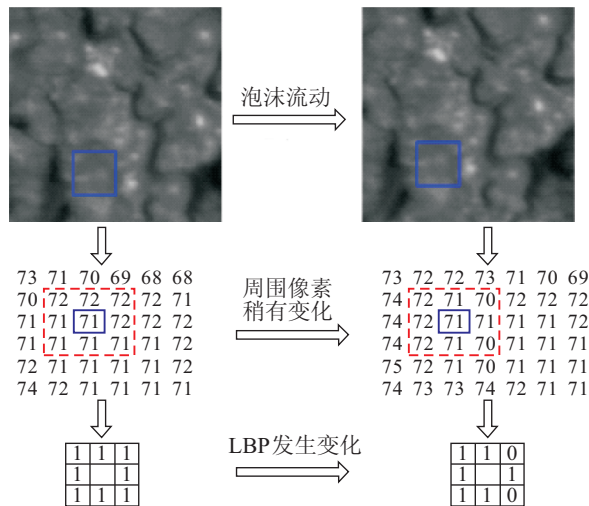 泡沫流动
73 71 70 69 68 68
70 72 72 72 72 71
71 71 71 72 72 72
71 71 71 71 71 72
72 71 71 71 71 71
74 72 71 71 71 71
周围像素
稍有变化
73 72 72 73 71 70 69
74 72 71 70 72 72 72
74 72 71 71 71 71 72
74 72 71 70 71 71 71
75 72 71 70 71 71 71
74 73 73 74 72 71 71
1 1 1
1 1
1 1 1
LBP发生变化
1 1 0
1 1
1 1 0